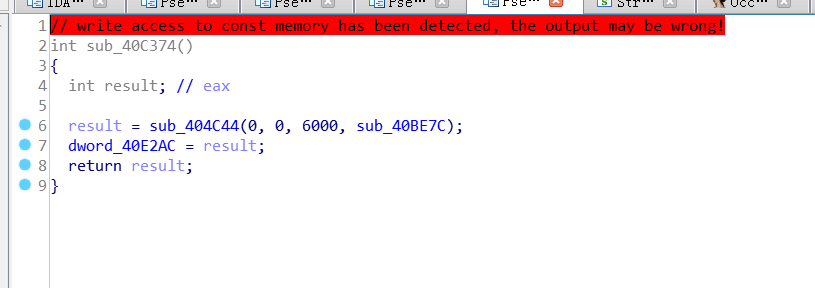 IDA… Pse… Pse… Pse… Pse… Str… Occ…
1 // write access to const memory has been detected, the output may be wrong!
2 int sub_40C374()
3 {
4 int result; // eax
5
6 result = sub_404C44(0, 0, 6000, sub_40BE7C);
7 dword_40E2AC = result;
8 return result;
9 }